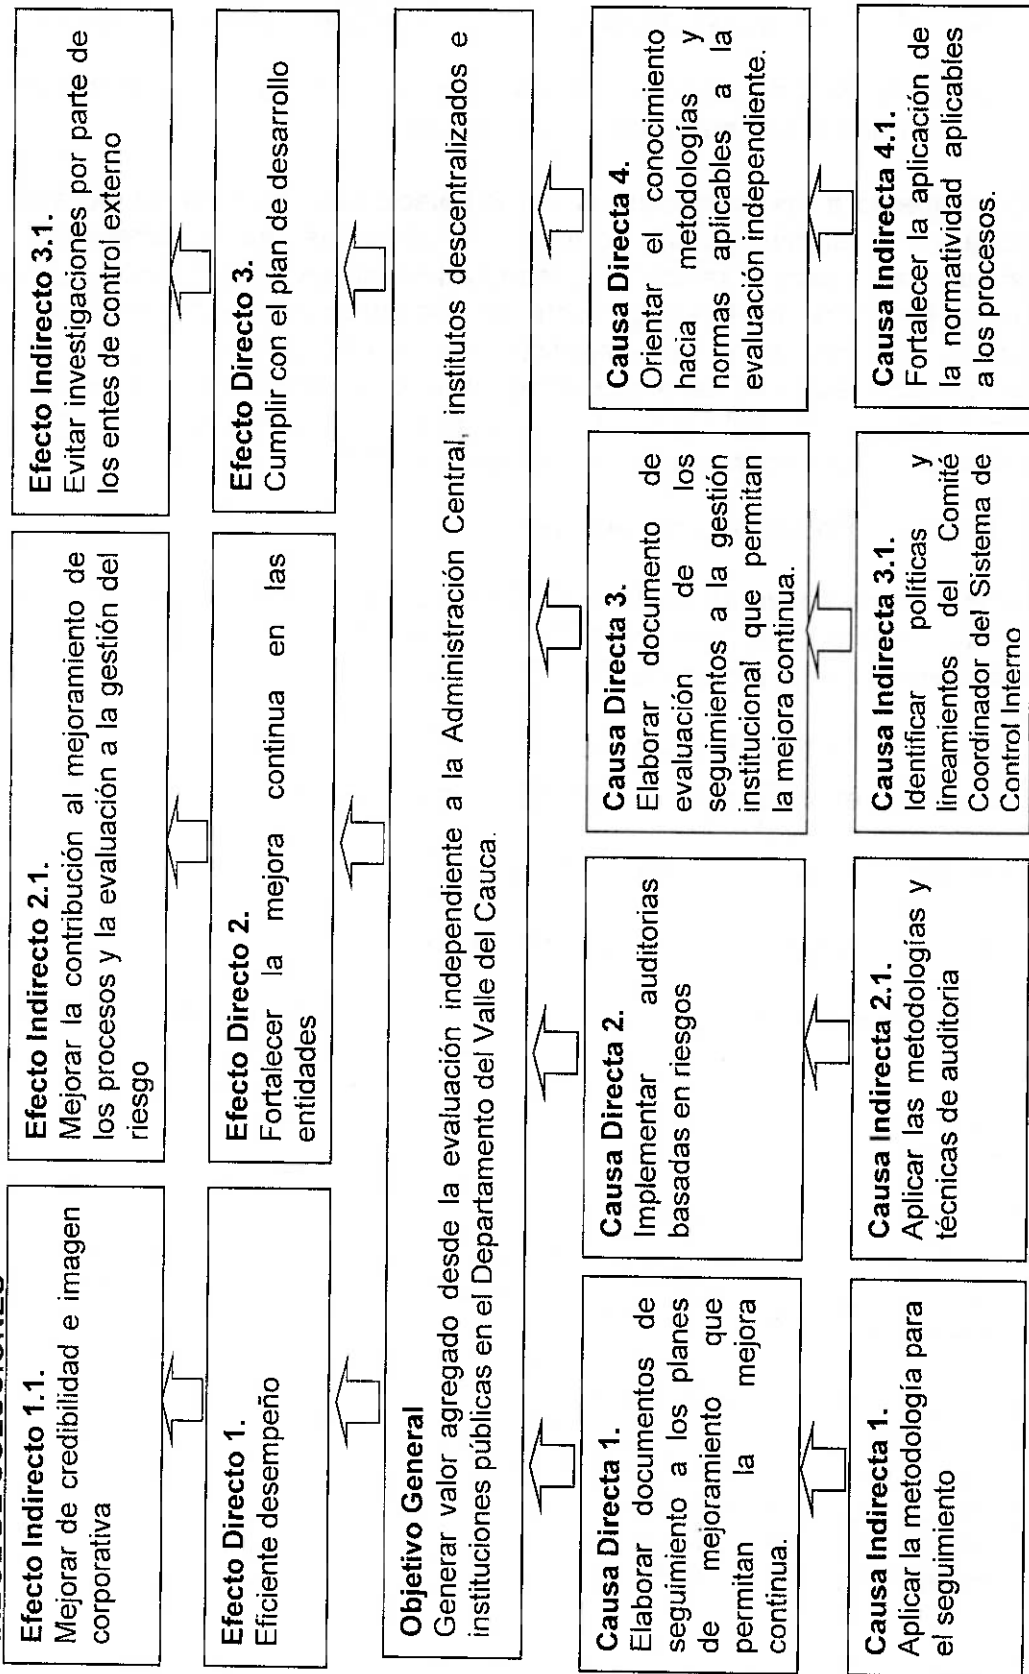 Efecto Indirecto 1.1.
Mejorar de credibilidad e imagen
corporativa
Efecto Indirecto 2.1.
Mejorar la contribución al mejoramiento de
los procesos y la evaluación a la gestión del
riesgo
Efecto Indirecto 3.1.
Evitar investigaciones por parte de
los entes de control externo
Efecto Directo 1.
Eficiente desempeño
Efecto Directo 2.
Fortalecer la mejora continua en las
entidades
Efecto Directo 3.
Cumplir con el plan de desarrollo
Objetivo General
Generar valor agregado desde la evaluación independiente a la Administración Central, institutos descentralizados e
instituciones públicas en el Departamento del Valle del Cauca.
Causa Directa 1.
Elaborar documentos de
seguimiento a los planes
de mejoramiento que
permitan la mejora
continua.
Causa Directa 2.
Implementar auditorias
basadas en riesgos
Causa Directa 3.
Elaborar documento de
evaluación de los
seguimientos a la gestión
institucional que permitan
la mejora continua.
Causa Directa 4.
Orientar el conocimiento
hacia metodologías y
normas aplicables a la
evaluación independiente.
Causa Indirecta 1.
Aplicar la metodología para
el seguimiento
Causa Indirecta 2.1.
Aplicar las metodologías y
técnicas de auditoria
Causa Indirecta 3.1.
Identificar políticas y
lineamientos del Comité
Coordinador del Sistema de
Control Interno
Causa Indirecta 4.1.
Fortalecer la aplicación de
la normatividad aplicables
a los procesos.